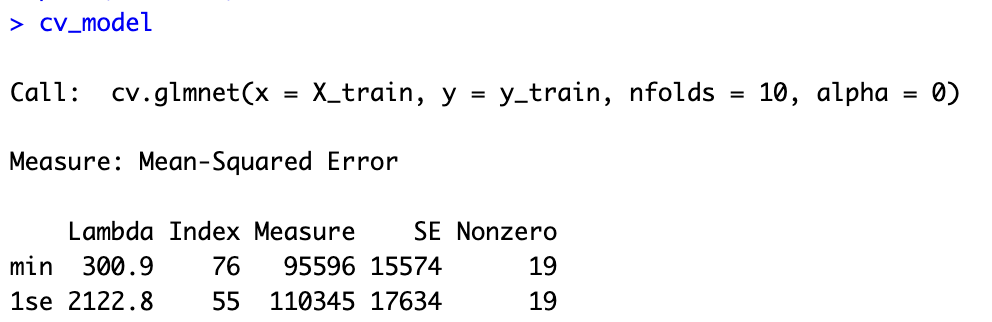 > cv_model
Call:  cv.glmnet(x = X_train, y = y_train, nfolds = 10, alpha = 0)
Measure: Mean-Squared Error
    Lambda Index Measure    SE Nonzero
min  300.9    76   95596 15574      19
1se 2122.8    55  110345 17634      19